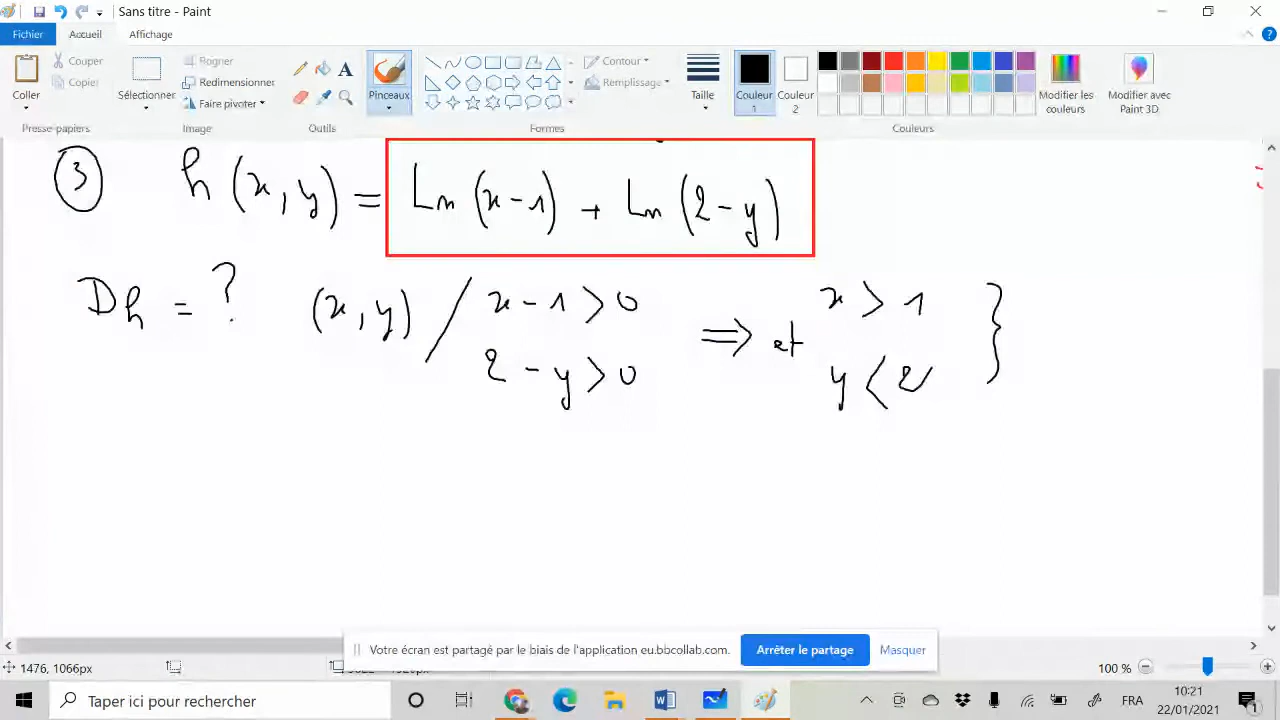 Sans titre - Paint
Fichier Accueil Affichage
Coller Couper Copier Sélectionner Rogner Redimensionner Faire pivoter Pinceaux Contour Remplissage Taille Couleur 1 Couleur 2 Modifier les couleurs Modifier avec Paint 3D
Presse-papiers Image Outils Formes Couleurs
③ h(x,y) = Ln(x-1) + Ln(2-y)
Dh = ? (x,y) / x - 1 > 0 ⟹ et x > 1 }
2 - y > 0 y < 2
Votre écran est partagé par le biais de l'application eu.bbcollab.com. Arrêter le partage Masquer
1476, 1066px 100 %
Taper ici pour rechercher FRA 10:21
22/01/2021